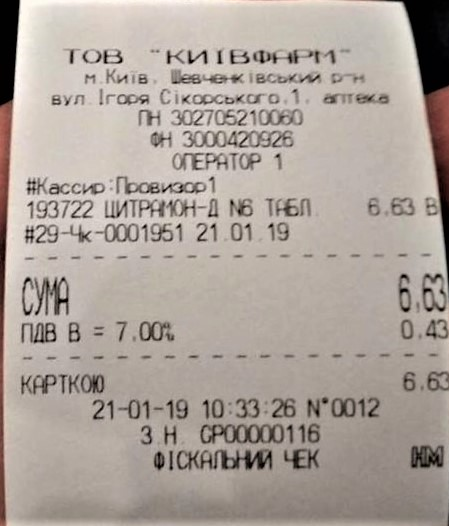 ТОВ "КИЇВФАРМ"
м.Київ, Шевченківський р-н
вул.Ігоря Сікорського,1, аптека
ПН 302705210060
ФН 3000420926
ОПЕРАТОР 1
#Кассир:Провизор1
193722 ЦИТРАМОН-Д N6 ТАБЛ. 6.63 В
#29-Чк-0001951 21.01.19
СУМА 6,63
ПДВ В = 7,00% 0.43
КАРТКОЮ 6.63
21-01-19 10:33:26 N°0012
З.Н. GP00000116
ФІСКАЛЬНИЙ ЧЕК НМ